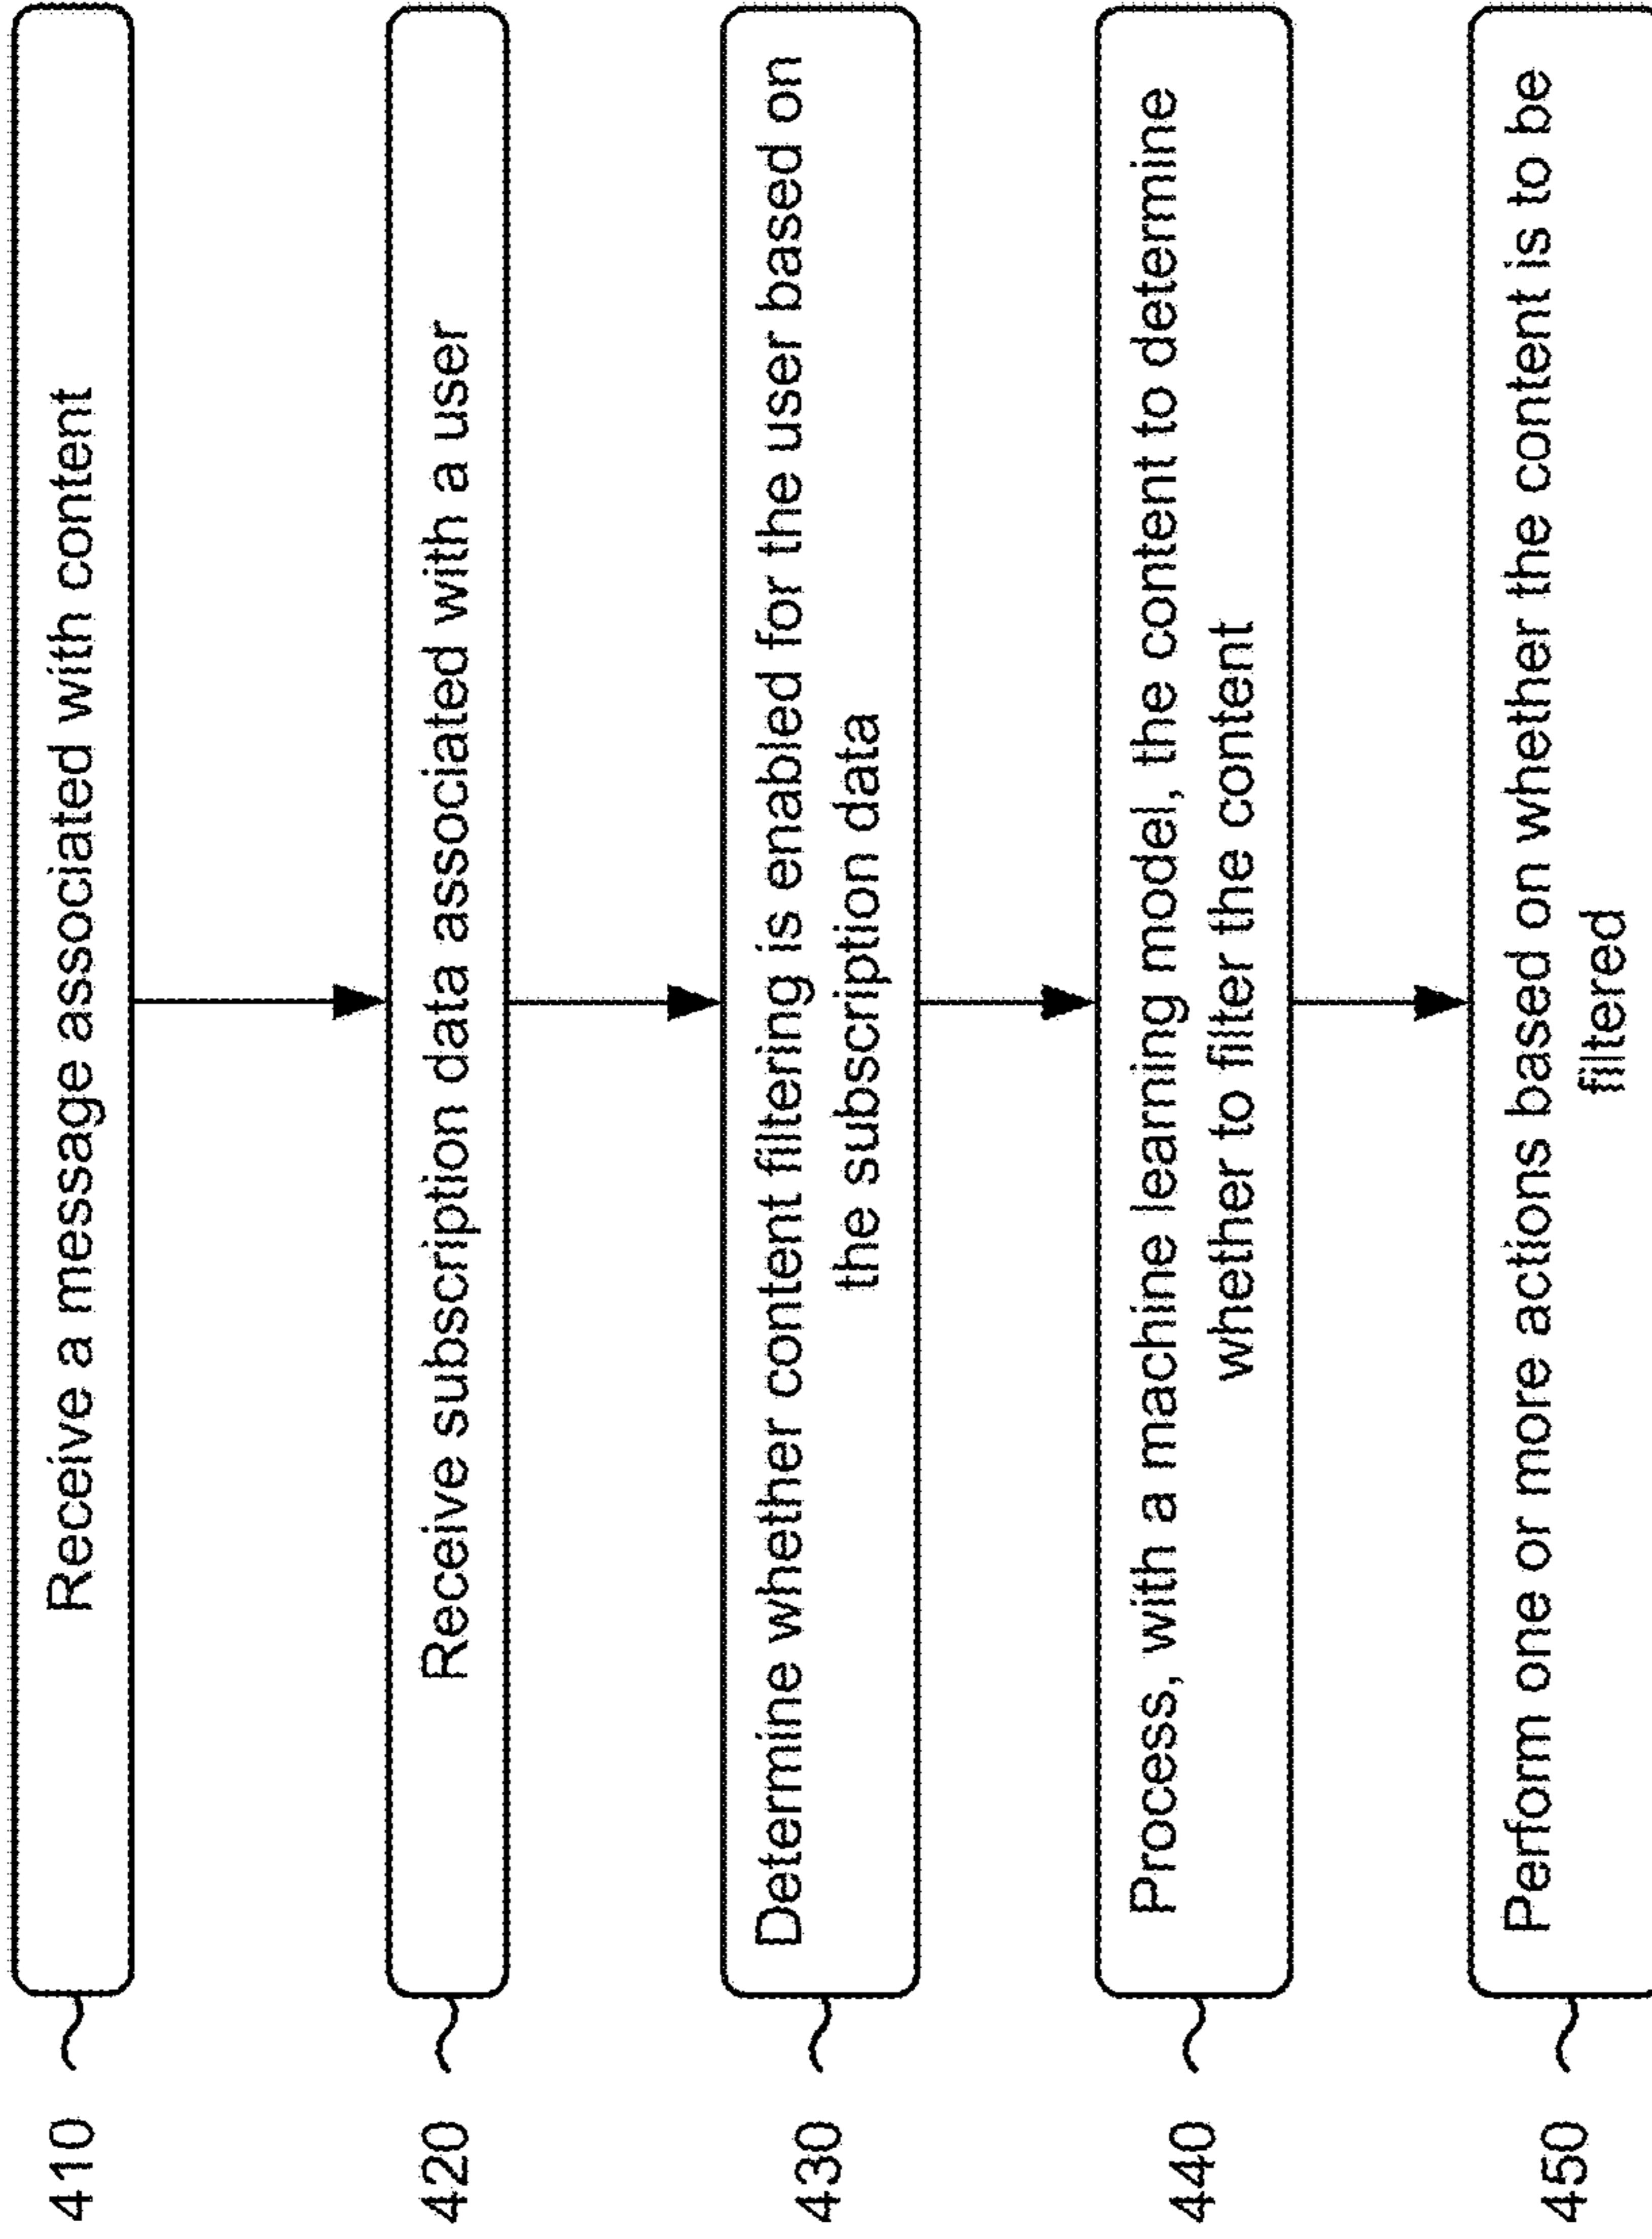 410
Receive a message associated with content
420
Receive subscription data associated with a user
430
Determine whether content filtering is enabled for the user based on
the subscription data
440
Process, with a machine learning model, the content to determine
whether to filter the content
450
Perform one or more actions based on whether the content is to be
filtered